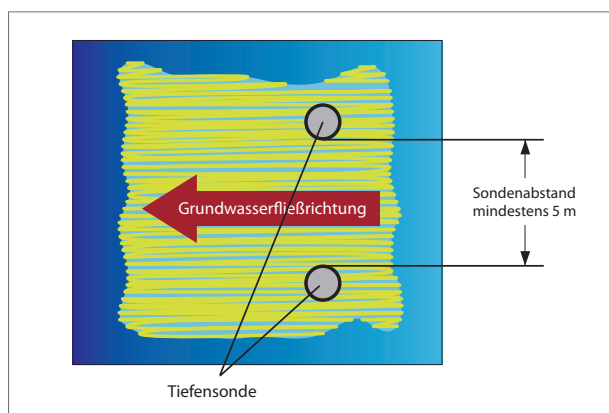 Grundwasserfließrichtung
Sondenabstand
mindestens 5 m
Tiefensonde